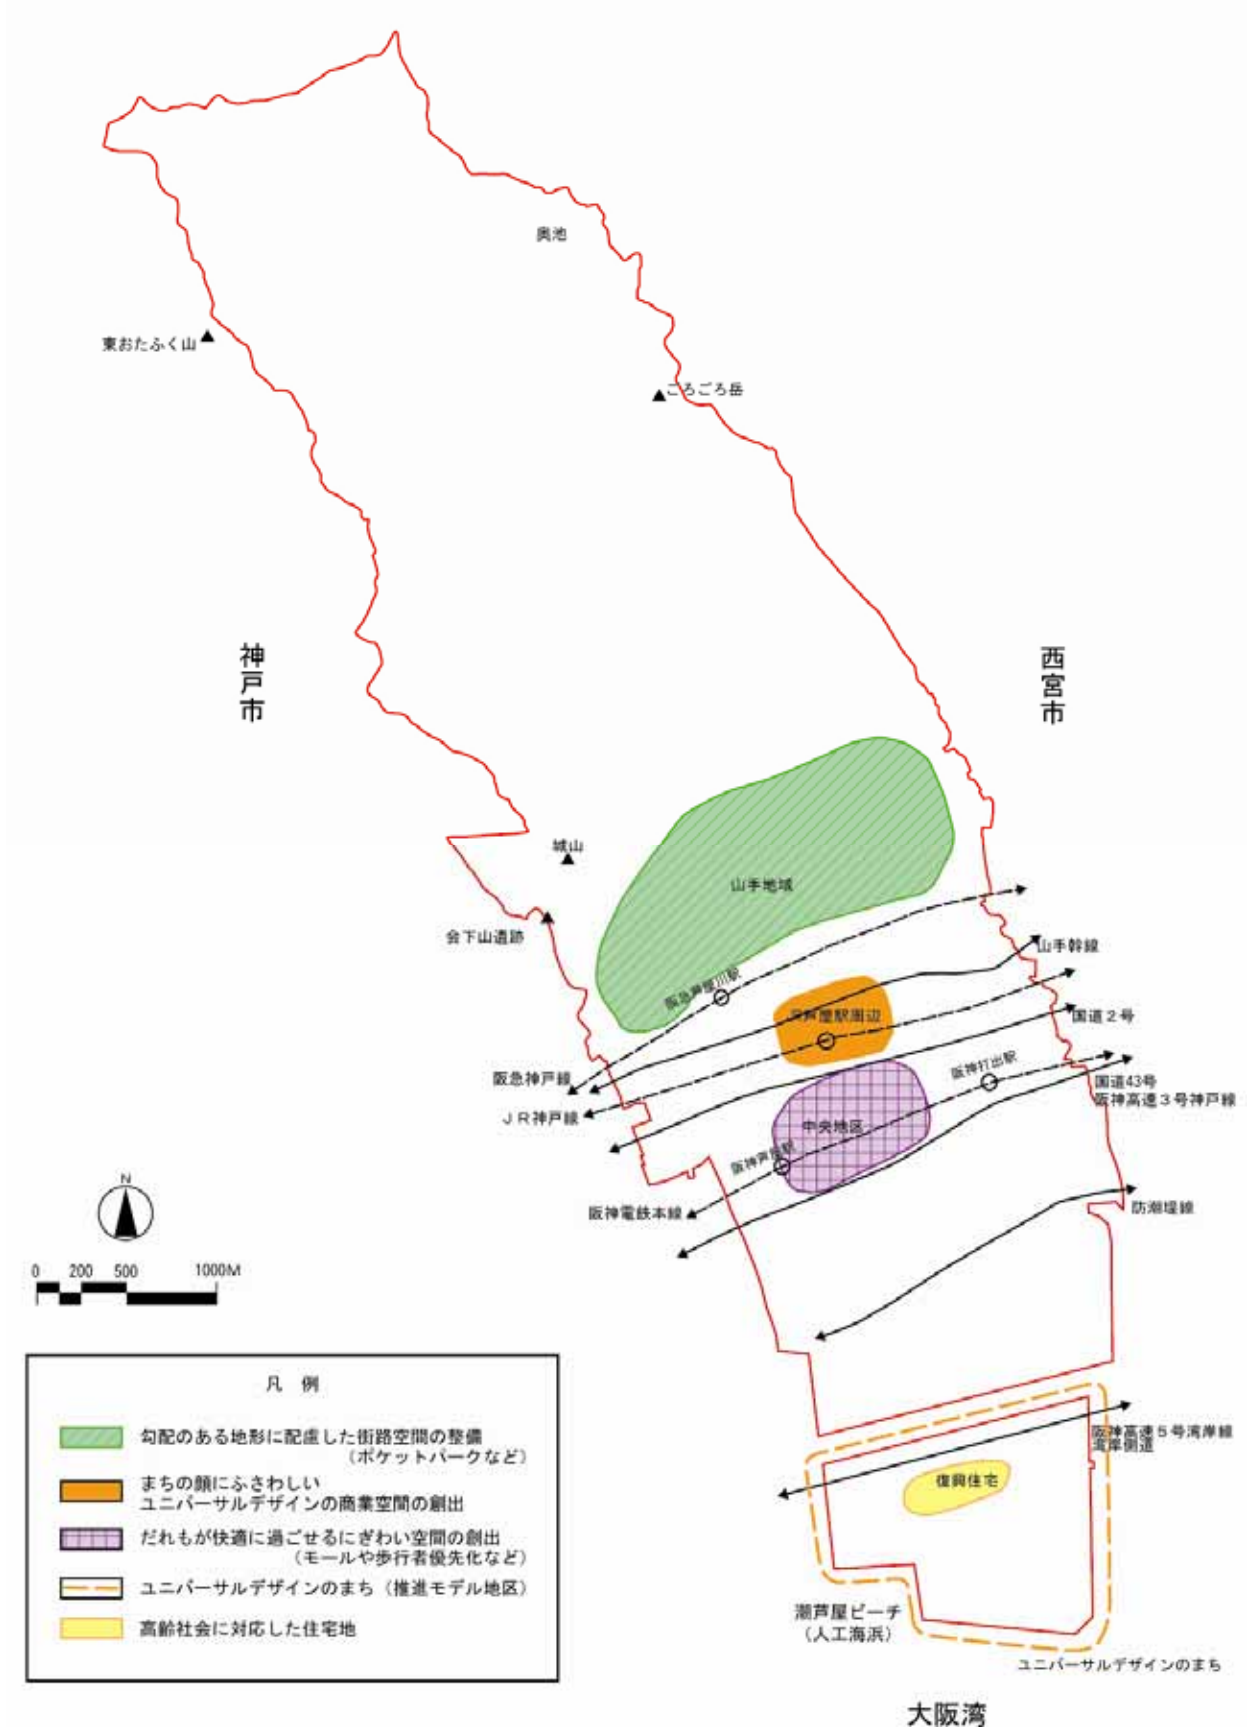 奥池
東おたふく山
ごろごろ岳
神戸市
西宮市
城山
山手地域
会下山遺跡
山手幹線
阪急芦屋川駅
芦屋駅周辺
国道2号
阪急神戸線
JR神戸線
阪神打出駅
国道43号
阪神高速3号神戸線
中央地区
阪神芦屋駅
阪神電鉄本線
防潮堤線
N
0 200 500 1000M
凡 例
勾配のある地形に配慮した街路空間の整備
(ポケットパークなど)
まちの顔にふさわしい
ユニバーサルデザインの商業空間の創出
だれもが快適に過ごせるにぎわい空間の創出
(モールや歩行者優先化など)
ユニバーサルデザインのまち(推進モデル地区)
高齢社会に対応した住宅地
阪神高速5号湾岸線
湾岸側道
復興住宅
潮芦屋ビーチ
(人工海浜)
ユニバーサルデザインのまち
大阪湾